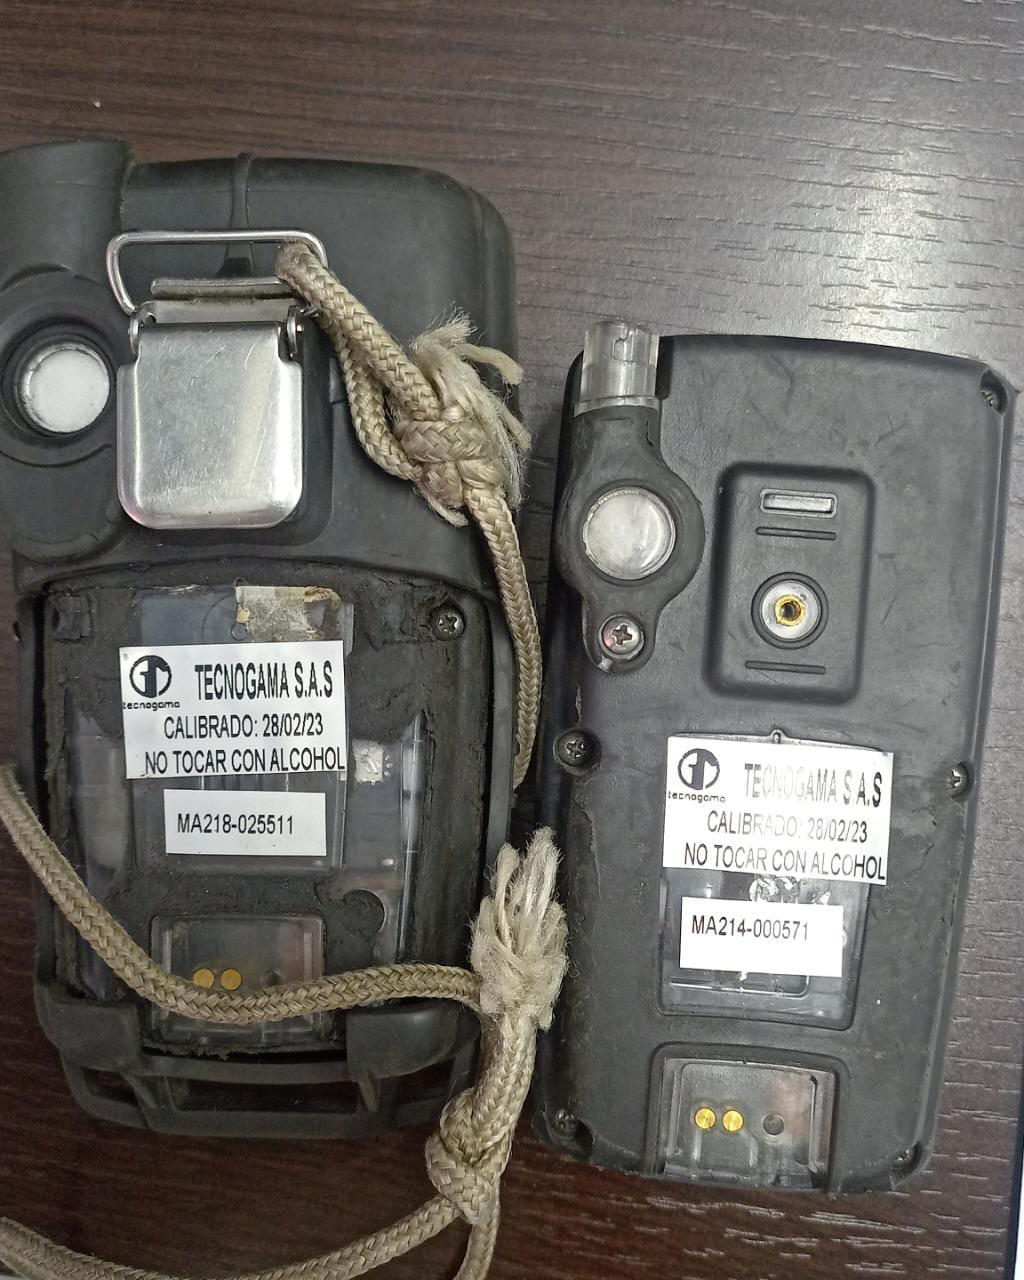 TECNOGAMA S.A.S
tecnogama
CALIBRADO: 28/02/23
NO TOCAR CON ALCOHOL
MA218-025511
TECNOGAMA S A.S
tecnogama
CALIBRADO: 28/02/23
NO TOCAR CON ALCOHOL
MA214-000571